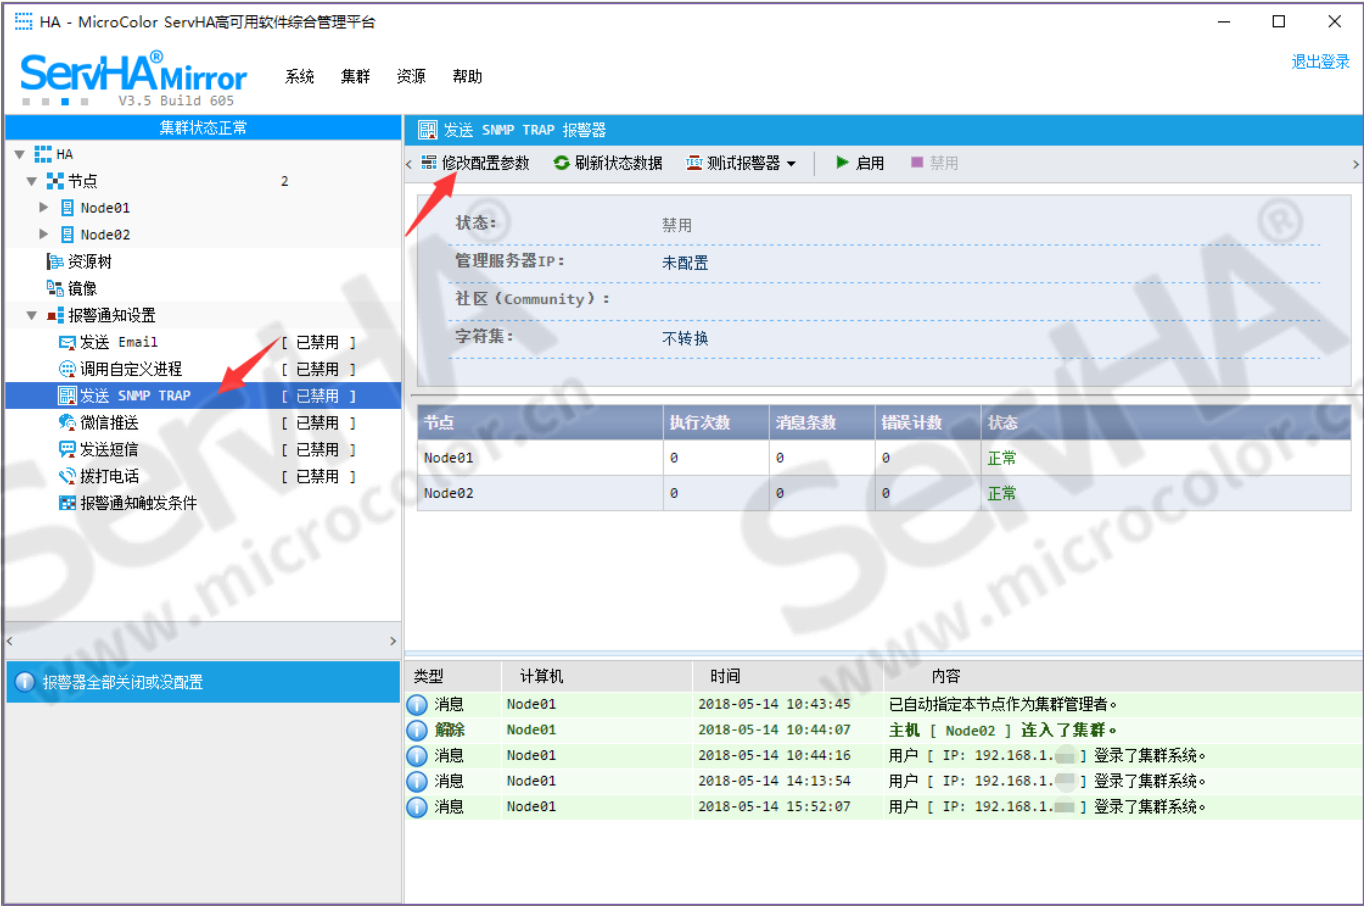 HA - MicroColor ServHA高可用软件综合管理平台
ServHA® Mirror
V3.5 Build 605
系统 集群 资源 帮助
退出登录
集群状态正常
HA
节点 2
Node01
Node02
资源树
镜像
报警通知设置
发送 Email [ 已禁用 ]
调用自定义进程 [ 已禁用 ]
发送 SNMP TRAP [ 已禁用 ]
微信推送 [ 已禁用 ]
发送短信 [ 已禁用 ]
拨打电话 [ 已禁用 ]
报警通知触发条件
报警器全部关闭或没配置
发送 SNMP TRAP 报警器
修改配置参数 刷新状态数据 TEST 测试报警器 启用 禁用
状态: 禁用
管理服务器IP: 未配置
社区(Community):
字符集: 不转换
节点 执行次数 消息条数 错误计数 状态
Node01 0 0 0 正常
Node02 0 0 0 正常
类型 计算机 时间 内容
消息 Node01 2018-05-14 10:43:45 已自动指定本节点作为集群管理者。
解除 Node01 2018-05-14 10:44:07 主机 [ Node02 ] 连入了集群。
消息 Node01 2018-05-14 10:44:16 用户 [ IP: 192.168.1. ] 登录了集群系统。
消息 Node01 2018-05-14 14:13:54 用户 [ IP: 192.168.1. ] 登录了集群系统。
消息 Node01 2018-05-14 15:52:07 用户 [ IP: 192.168.1. ] 登录了集群系统。
ServHA®
www.microcolor.cn
ServHA®
www.microcolor.cn